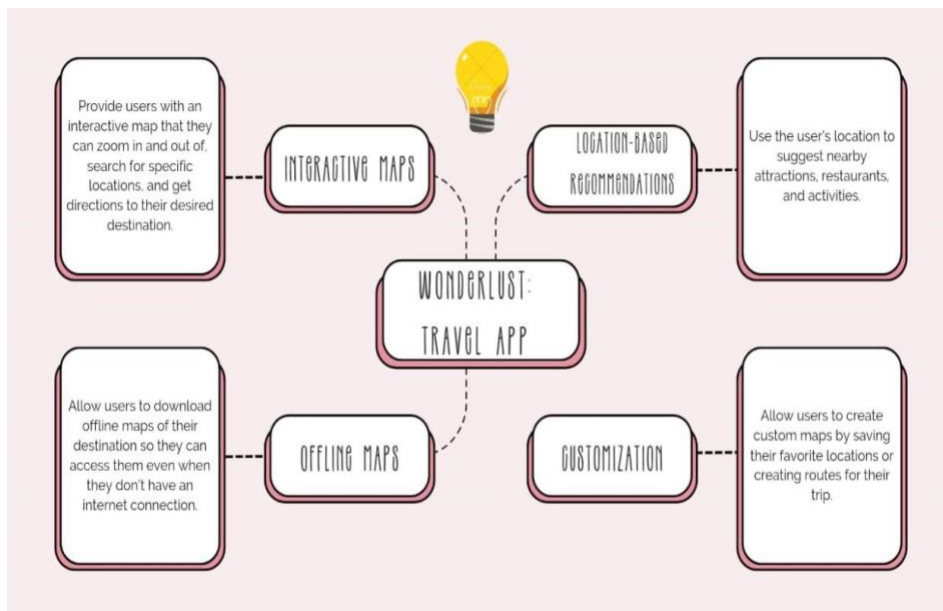 Provide users with an
interactive map that they
can zoom in and out of,
search for specific
locations, and get
directions to their desired
destination.
INTERACTIVE MAPS
LOCATION-BASED
RECOMMENDATIONS
Use the user's location to
suggest nearby
attractions, restaurants,
and activities.
WONDERLUST:
TRAVEL APP
Allow users to download
offline maps of their
destination so they can
access them even when
they don't have an
internet connection.
OFFLINE MAPS
CUSTOMIZATION
Allow users to create
custom maps by saving
their favorite locations or
creating routes for their
trip.